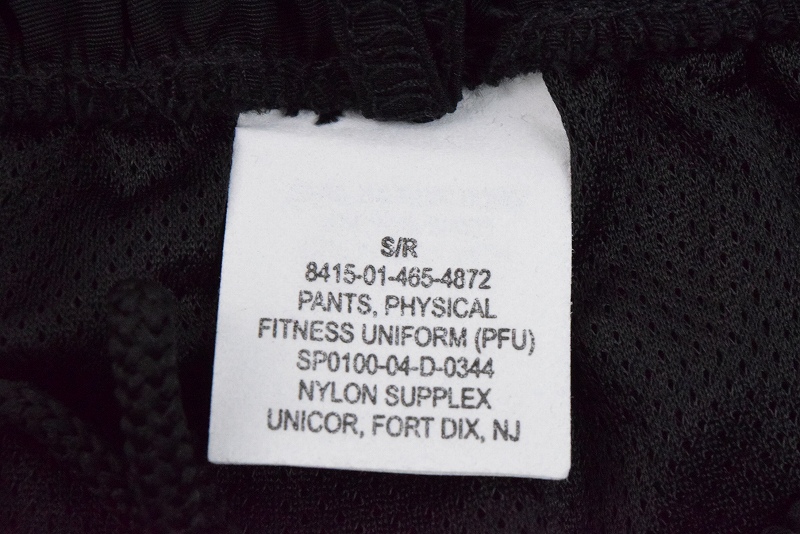 S/R
8415-01-465-4872
PANTS, PHYSICAL
FITNESS UNIFORM (PFU)
SP0100-04-D-0344
NYLON SUPPLEX
UNICOR, FORT DIX, NJ